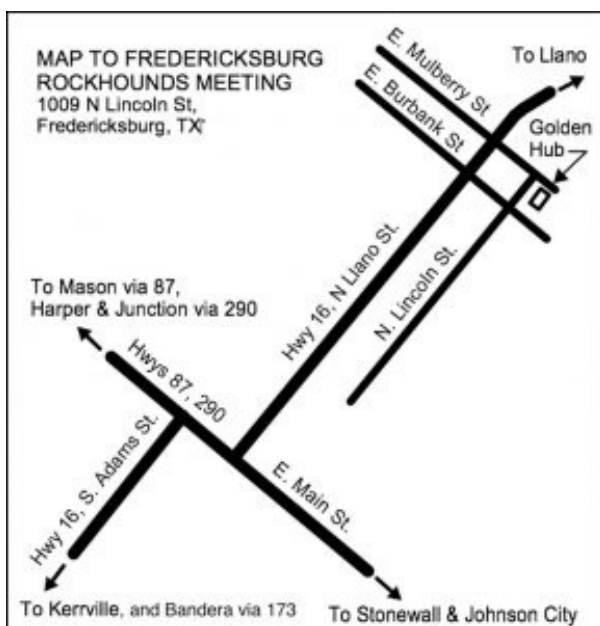 MAP TO FREDERICKSBURG
ROCKHOUNDS MEETING
1009 N Lincoln St,
Fredericksburg, TX
E. Mulberry St
To Llano
E. Burbank St
Golden
Hub
Hwy 16, N Llano St.
N. Lincoln St.
To Mason via 87,
Harper & Junction via 290
Hwys 87, 290
Hwy 16, S. Adams St.
E. Main St.
To Kerrville, and Bandera via 173
To Stonewall & Johnson City